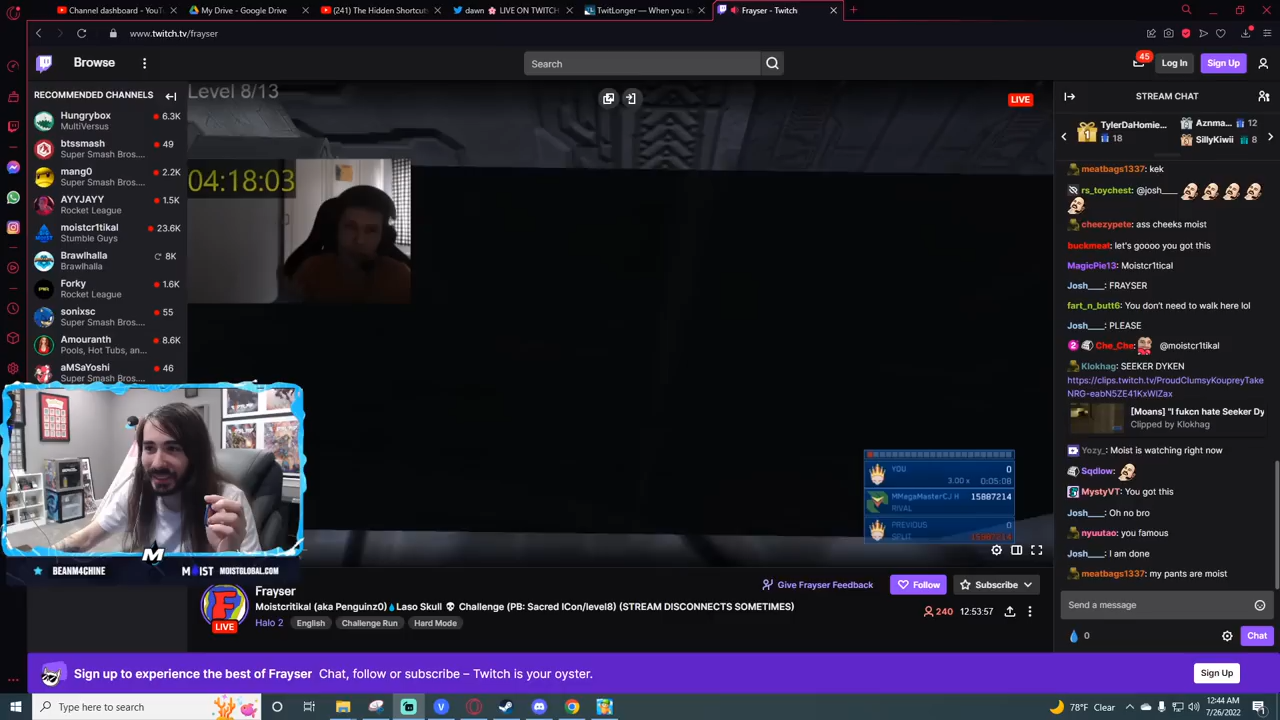 Channel dashboard - YouTu
My Drive - Google Drive
(241) The Hidden Shortcuts
dawn 🌸 LIVE ON TWITCH
TwitLonger — When you t
Frayser - Twitch
www.twitch.tv/frayser
Browse
Search
45
Log In
Sign Up
RECOMMENDED CHANNELS
Hungrybox
6.3K
MultiVersus
btssmash
49
Super Smash Bros....
mang0
2.2K
Super Smash Bros....
AYYJAYY
1.5K
Rocket League
moistcr1tikal
23.6K
Stumble Guys
Brawlhalla
8K
Brawlhalla
Forky
1.6K
Rocket League
sonixsc
55
Super Smash Bros....
Amouranth
8.6K
Pools, Hot Tubs, an...
aMSaYoshi
46
Super Smash Bros....
Level 8/13
04:18:03
LIVE
YOU
0
3.00 x 0:05:08
MMegaMasterCJ H
15887214
RIVAL
PREVIOUS
0
SPLIT
15887214
BEANM4CHINE
M
MOIST
MOISTGLOBAL.COM
STREAM CHAT
TylerDaHomie...
18
Aznma...
12
SillyKiwii
8
meatbags1337: kek
rs_toychest: @josh___
cheezypete: ass cheeks moist
buckmeat: let's goooo you got this
MagicPie13: Moistcr1tical
Josh___: FRAYSER
fart_n_butt6: You don't need to walk here lol
Josh___: PLEASE
Che_Che: @moistcr1tikal
Klokhag: SEEKER DYKEN
https://clips.twitch.tv/ProudClumsyKoupreyTake
NRG-eabN5ZE41KxWlZax
[Moans] "I fukcn hate Seeker Dy
Clipped by Klokhag
Yozy_: Moist is watching right now
Sqdlow:
MystyVT: You got this
Josh___: Oh no bro
nyuutao: you famous
Josh___: I am done
meatbags1337: my pants are moist
Send a message
0
Chat
Frayser
Give Frayser Feedback
Follow
Subscribe
LIVE
Moistcritikal (aka Penguinz0)💧Laso Skull 💀 Challenge (PB: Sacred ICon/level8) (STREAM DISCONNECTS SOMETIMES)
240
12:53:57
Halo 2
English
Challenge Run
Hard Mode
Sign up to experience the best of Frayser
Chat, follow or subscribe – Twitch is your oyster.
Sign Up
Type here to search
78°F Clear
12:44 AM
7/26/2022